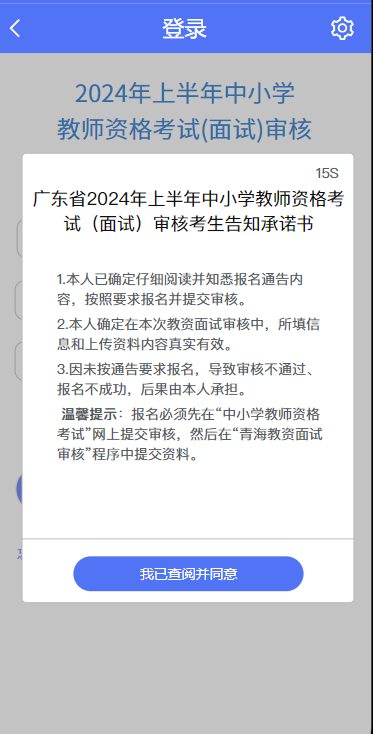 登录
2024年上半年中小学
教师资格考试(面试)审核
15S
广东省2024年上半年中小学教师资格考
试（面试）审核考生告知承诺书
1.本人已确定仔细阅读并知悉报名通告内
容，按照要求报名并提交审核。
2.本人确定在本次教资面试审核中，所填信
息和上传资料内容真实有效。
3.因未按通告要求报名，导致审核不通过、
报名不成功，后果由本人承担。
温馨提示：报名必须先在“中小学教师资格
考试”网上提交审核，然后在“青海教资面试
审核”程序中提交资料。
我已查阅并同意